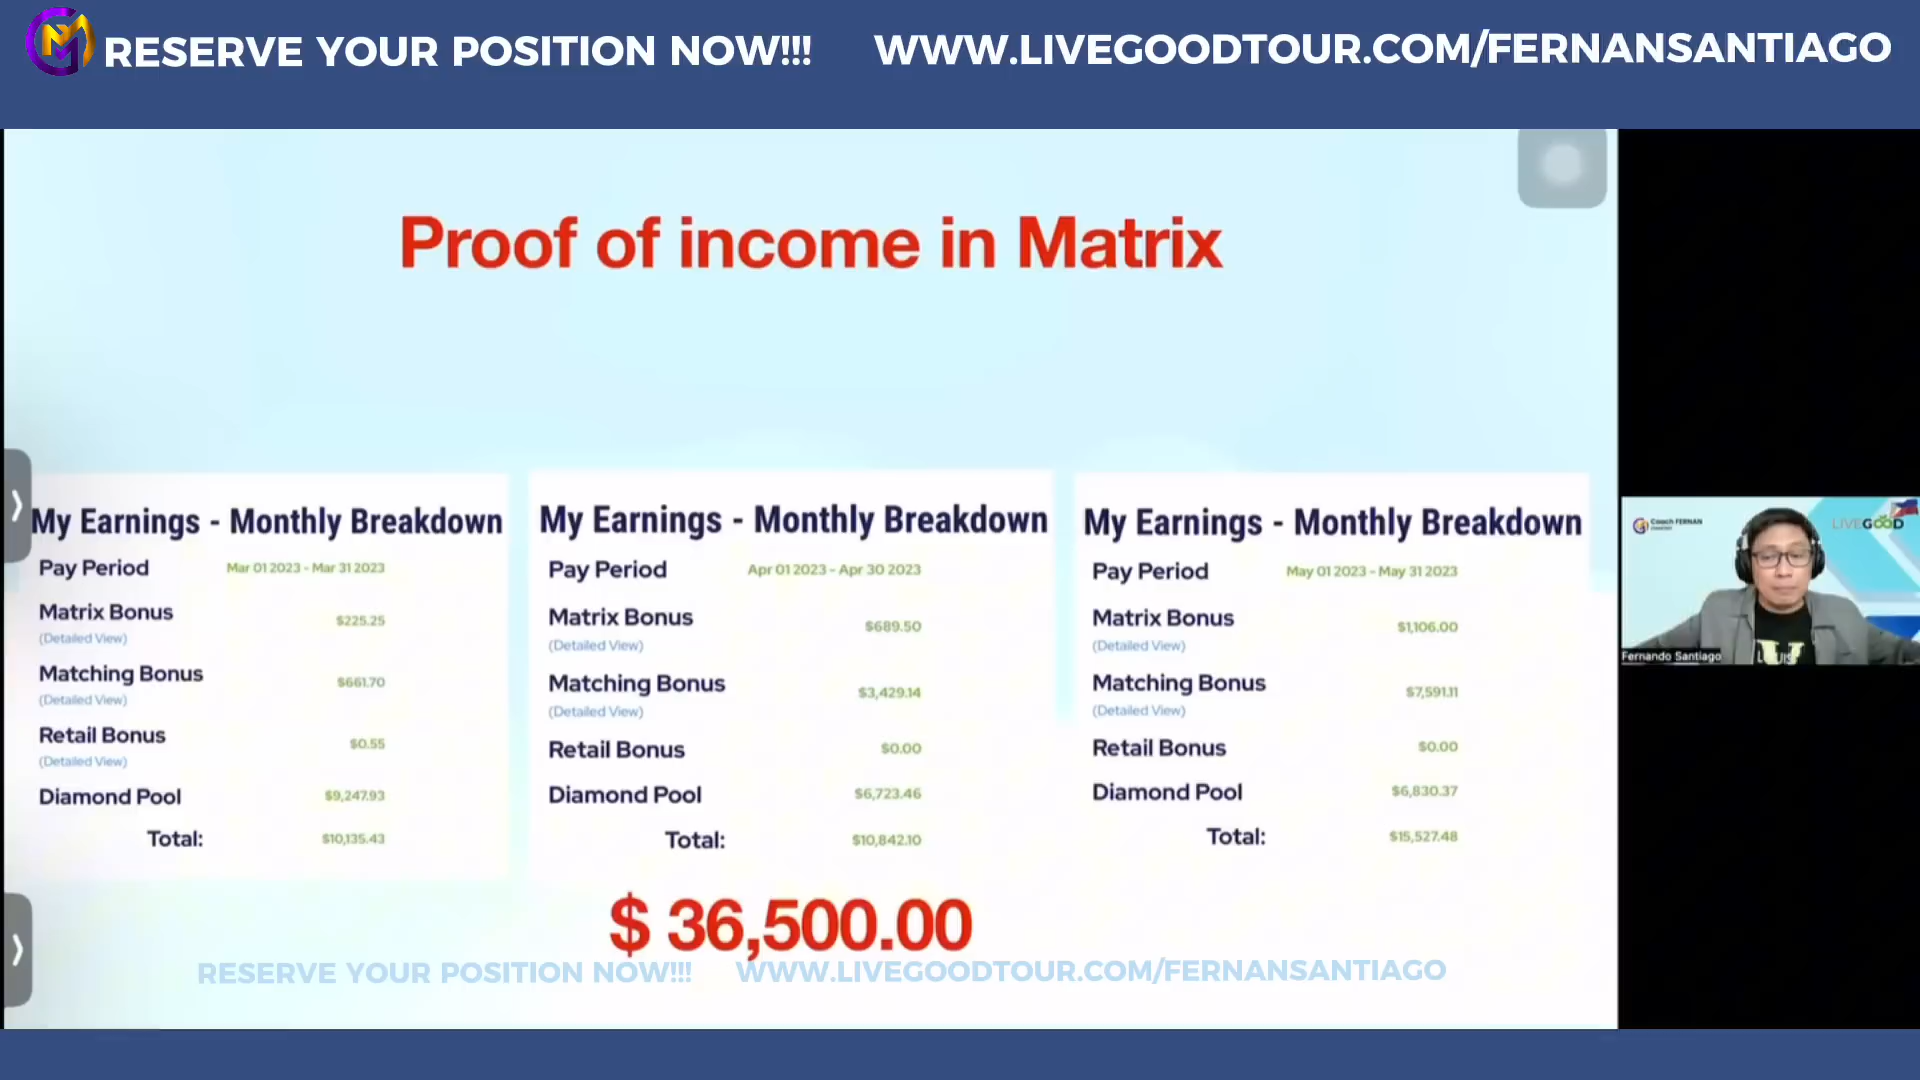 RESERVE YOUR POSITION NOW!!! WWW.LIVEGOODTOUR.COM/FERNANSANTIAGO
Proof of income in Matrix
My Earnings - Monthly Breakdown
Pay Period Mar 01 2023 - Mar 31 2023
Matrix Bonus $225.25
(Detailed View)
Matching Bonus $661.70
(Detailed View)
Retail Bonus $0.55
(Detailed View)
Diamond Pool $9,247.93
Total: $10,135.43
My Earnings - Monthly Breakdown
Pay Period Apr 01 2023 - Apr 30 2023
Matrix Bonus $689.50
(Detailed View)
Matching Bonus $3,429.14
(Detailed View)
Retail Bonus $0.00
Diamond Pool $6,723.46
Total: $10,842.10
My Earnings - Monthly Breakdown
Pay Period May 01 2023 - May 31 2023
Matrix Bonus $1,106.00
(Detailed View)
Matching Bonus $7,591.11
(Detailed View)
Retail Bonus $0.00
Diamond Pool $6,830.37
Total: $15,527.48
$ 36,500.00
RESERVE YOUR POSITION NOW!!! WWW.LIVEGOODTOUR.COM/FERNANSANTIAGO
Coach FERNAN
LIVEGOOD
Fernando Santiago